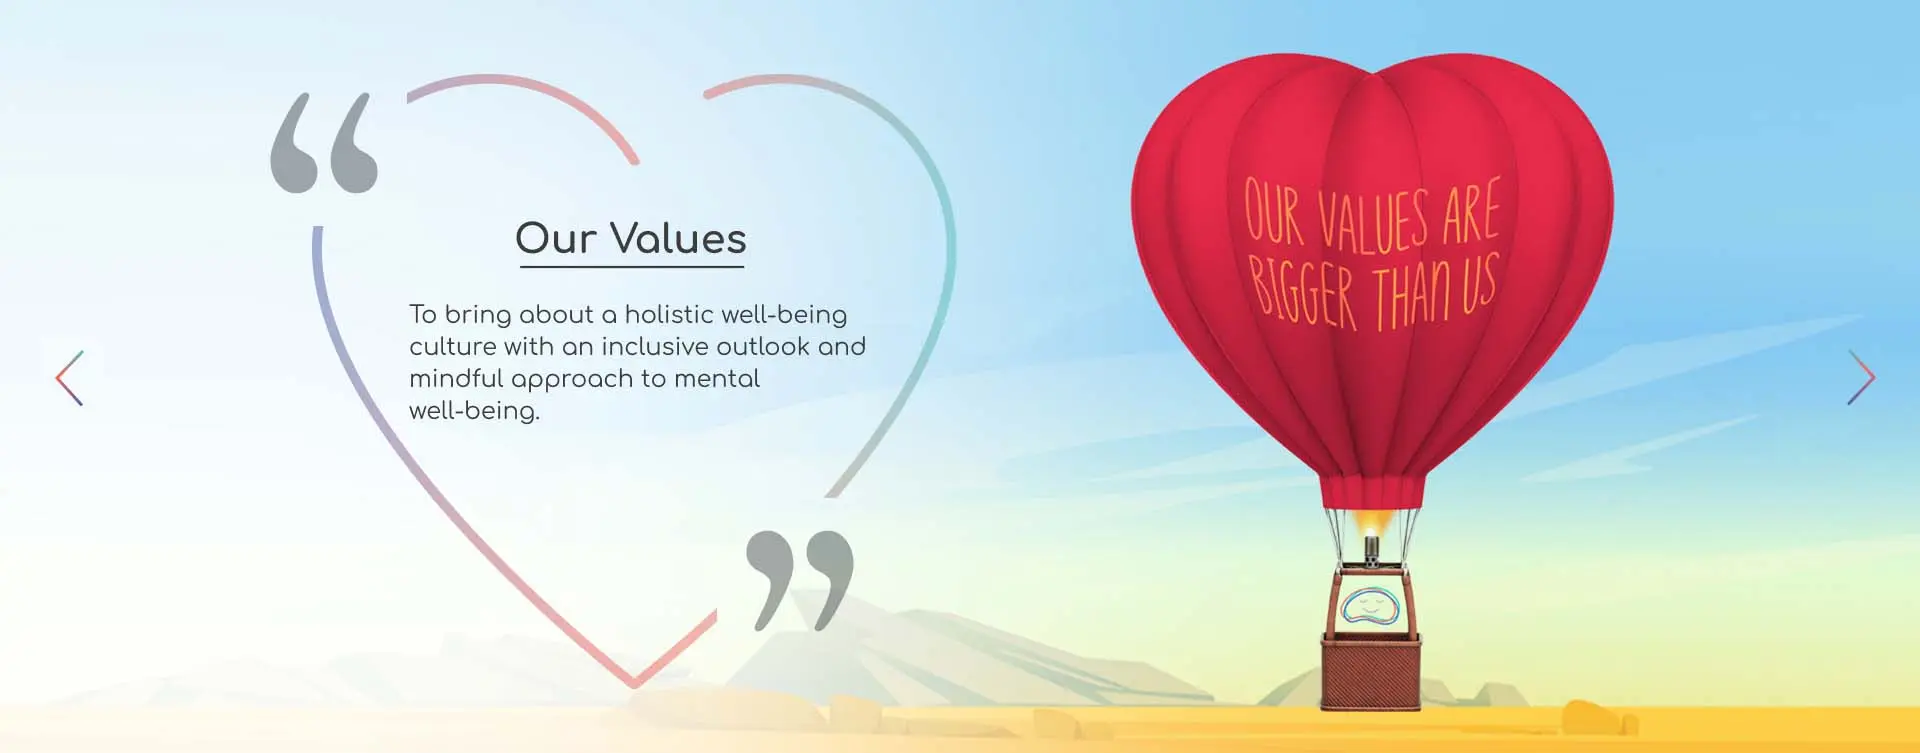 Our Values
To bring about a holistic well-being
culture with an inclusive outlook and
mindful approach to mental
well-being.
OUR VALUES ARE
BIGGER THAN US